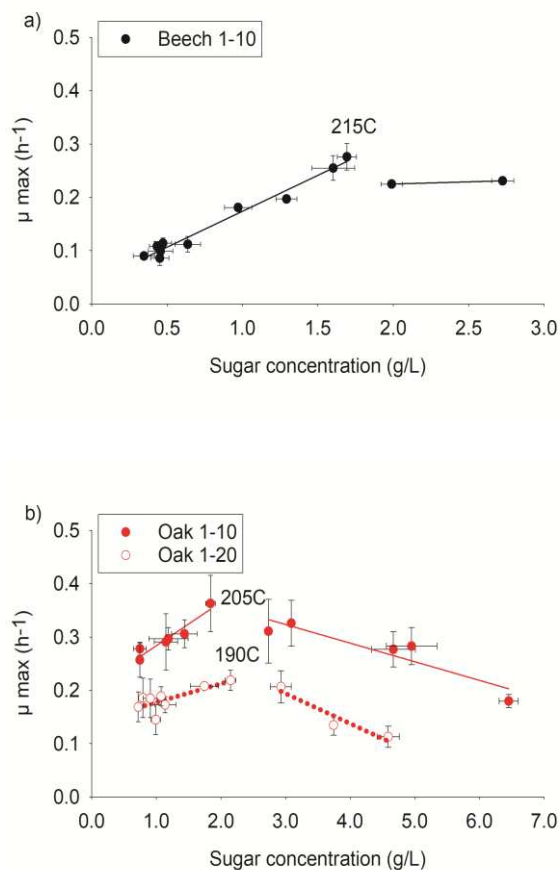 a)
Beech 1-10
0.5
0.4
0.3
0.2
0.1
0.0
µ max (h-1)
215C
0.0 0.5 1.0 1.5 2.0 2.5 3.0
Sugar concentration (g/L)
b)
Oak 1-10
Oak 1-20
0.5
0.4
0.3
0.2
0.1
0.0
µ max (h-1)
205C
190C
0.0 1.0 2.0 3.0 4.0 5.0 6.0 7.0
Sugar concentration (g/L)